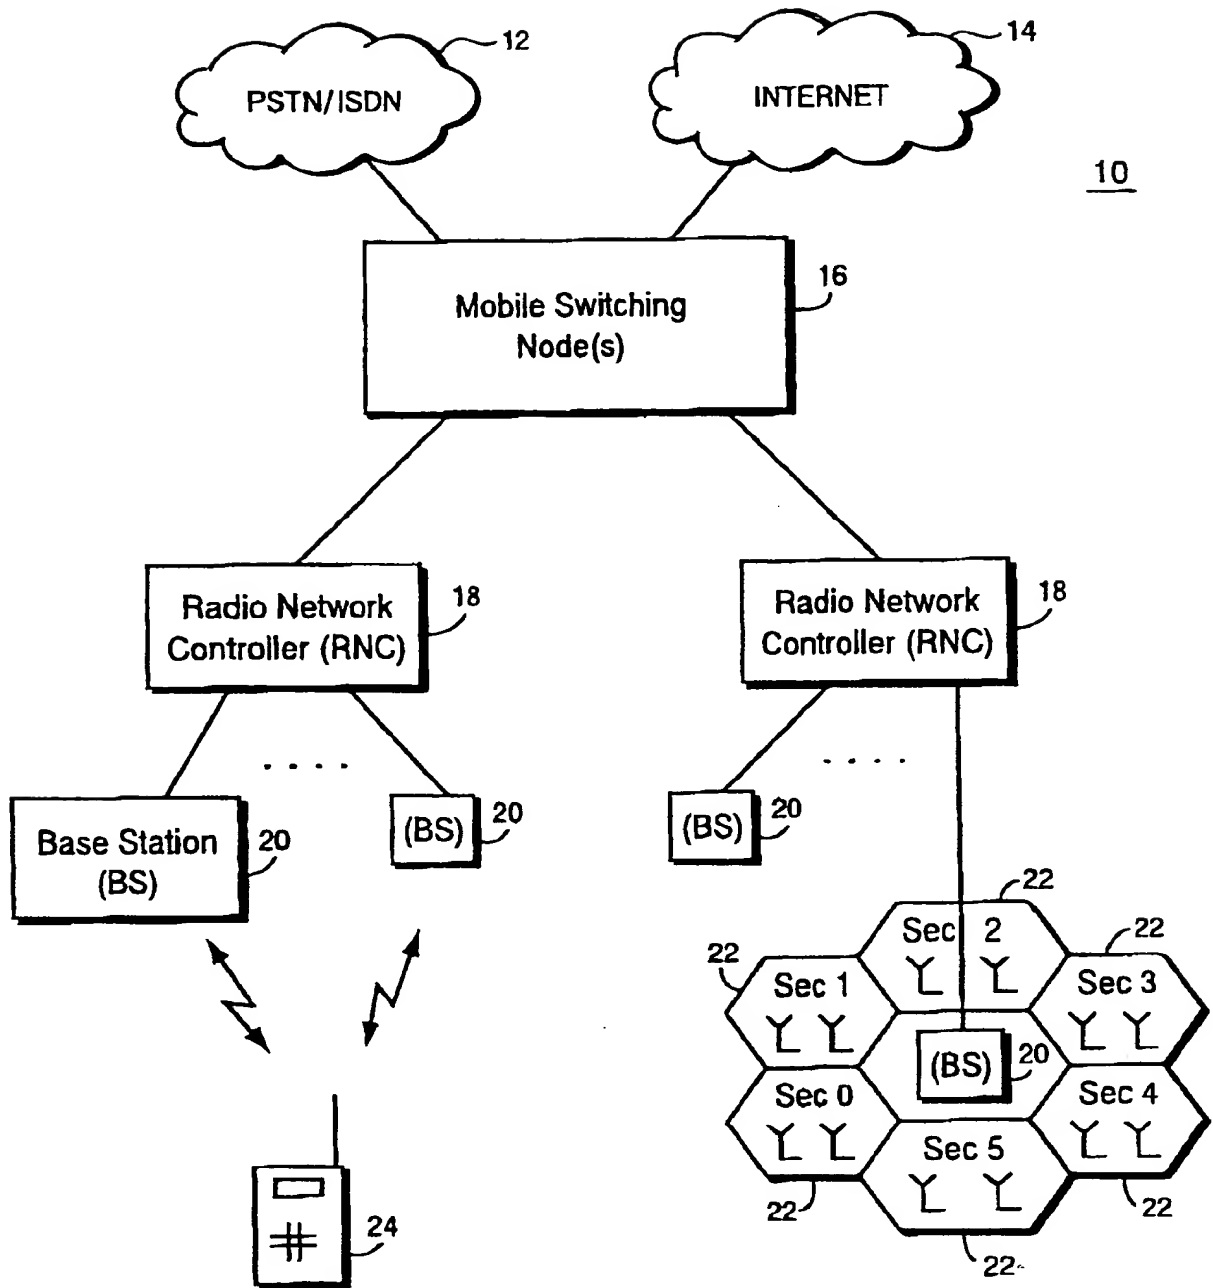 12
14
PSTN/ISDN
INTERNET
10
16
Mobile Switching
Node(s)
Radio Network
Controller (RNC)
18
Radio Network
Controller (RNC)
18
. . . .
. . . .
Base Station
(BS)
20
(BS)
20
(BS)
20
22
Sec 2
22
22
Sec 1
Sec 3
(BS)
20
Sec 0
Sec 4
Sec 5
22
22
22
24